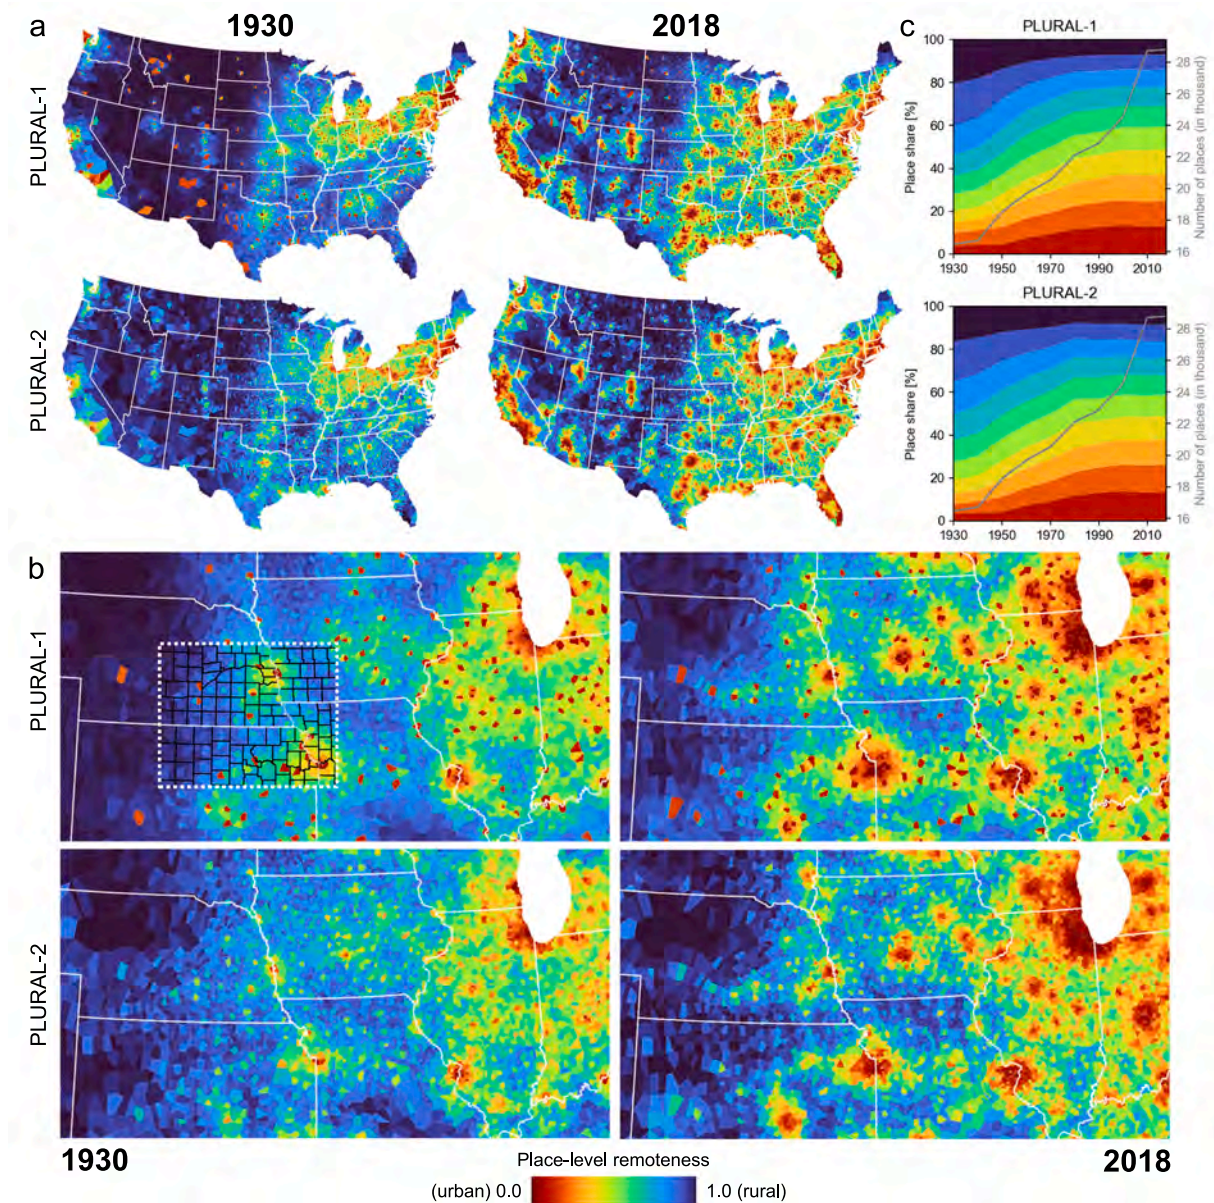 a
1930
2018
c
PLURAL-1
PLURAL-1
100
80
60
40
20
0
Place share [%]
28
26
24
22
20
18
16
Number of places (in thousand)
1930 1950 1970 1990 2010
PLURAL-2
PLURAL-2
100
80
60
40
20
0
Place share [%]
28
26
24
22
20
18
16
Number of places (in thousand)
1930 1950 1970 1990 2010
b
PLURAL-1
PLURAL-2
1930
2018
Place-level remoteness
(urban) 0.0
1.0 (rural)